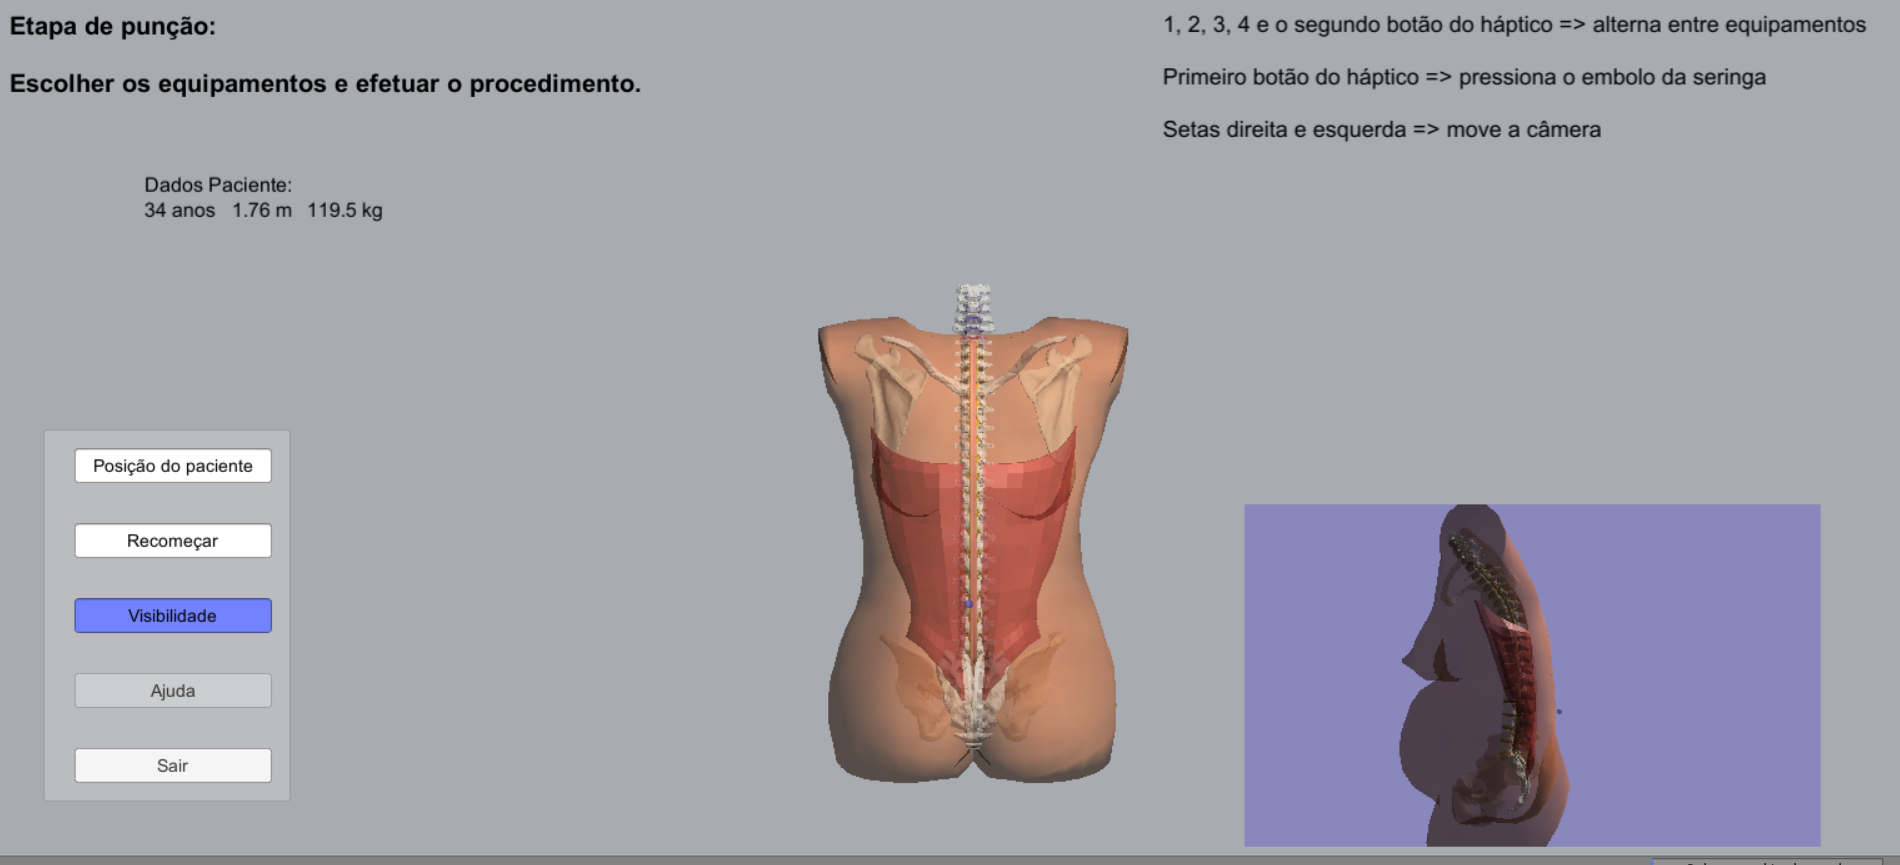 Etapa de punção:
Escolher os equipamentos e efetuar o procedimento.
1, 2, 3, 4 e o segundo botão do háptico => alterna entre equipamentos
Primeiro botão do háptico => pressiona o embolo da seringa
Setas direita e esquerda => move a câmera
Dados Paciente:
34 anos 1.76 m 119.5 kg
Posição do paciente
Recomeçar
Visibilidade
Ajuda
Sair